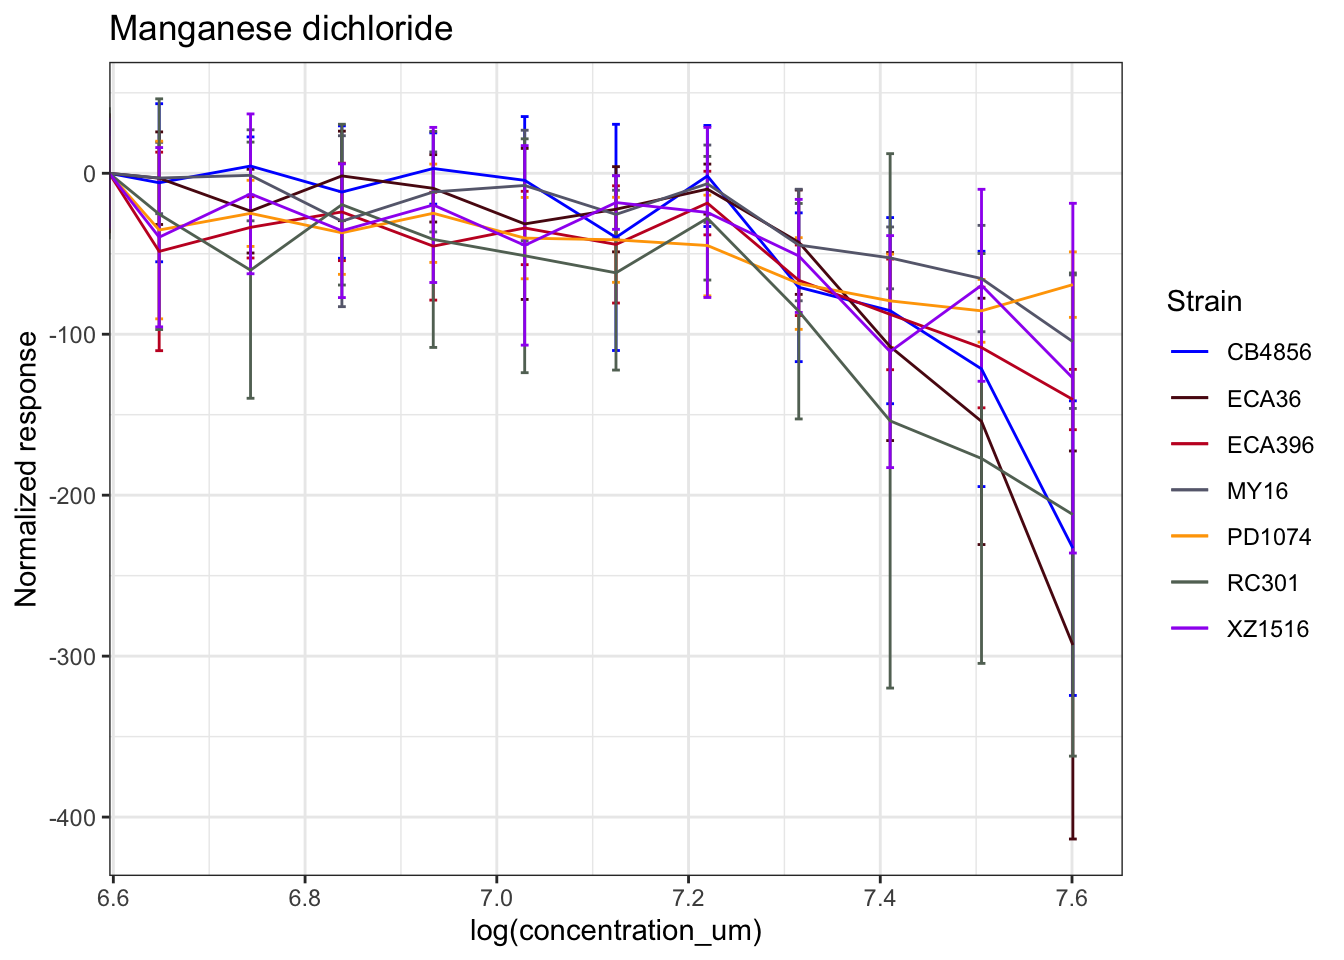 Manganese dichloride
Normalized response
0
-100
-200
-300
-400
6.6
6.8
7.0
7.2
7.4
7.6
log(concentration_um)
Strain
CB4856
ECA36
ECA396
MY16
PD1074
RC301
XZ1516